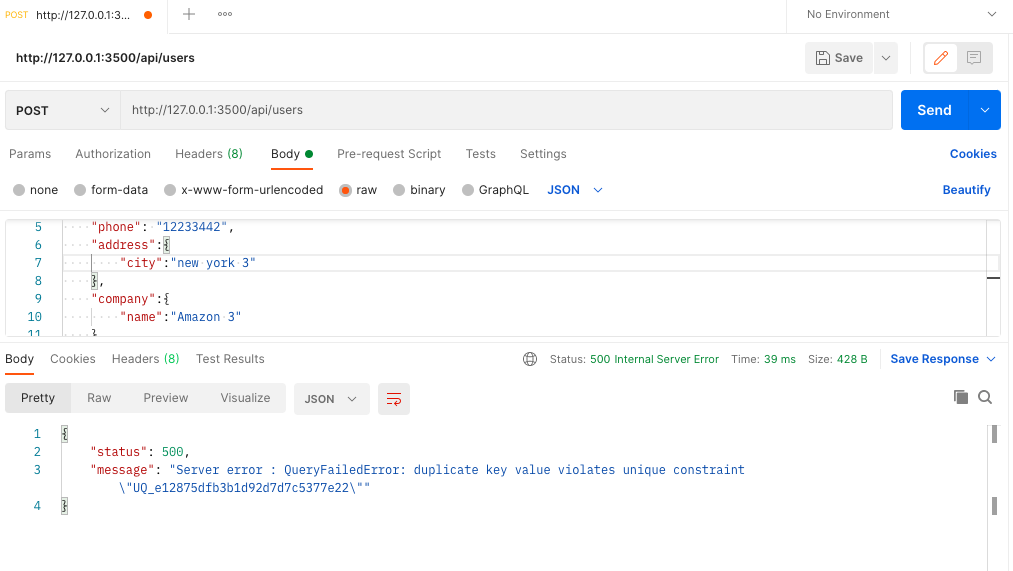 POST http://127.0.0.1:3... No Environment
http://127.0.0.1:3500/api/users Save
POST http://127.0.0.1:3500/api/users Send
Params Authorization Headers (8) Body Pre-request Script Tests Settings Cookies
none form-data x-www-form-urlencoded raw binary GraphQL JSON Beautify
5 "phone": "12233442",
6 "address":{
7 "city":"new york 3"
8 },
9 "company":{
10 "name":"Amazon 3"
11 }
Body Cookies Headers (8) Test Results Status: 500 Internal Server Error Time: 39 ms Size: 428 B Save Response
Pretty Raw Preview Visualize JSON
1 {
2 "status": 500,
3 "message": "Server error : QueryFailedError: duplicate key value violates unique constraint
\"UQ_e12875dfb3b1d92d7d7c5377e22\""
4 }